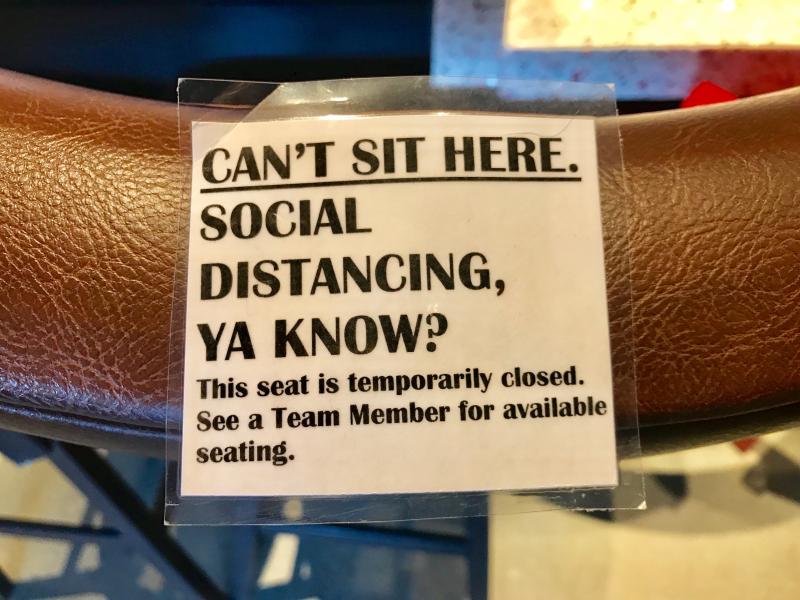 CAN'T SIT HERE.
SOCIAL
DISTANCING,
YA KNOW?
This seat is temporarily closed.
See a Team Member for available
seating.